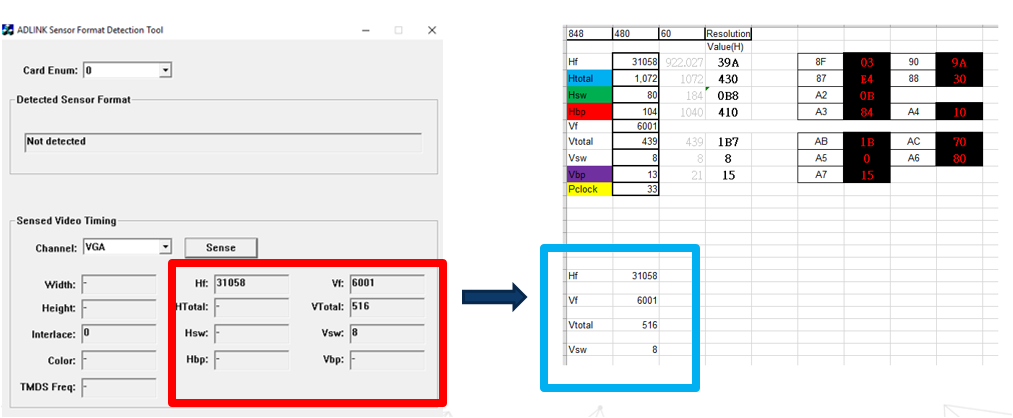 ADLINK Sensor Format Detection Tool
Card Enum: 0
Detected Sensor Format
Not detected
Sensed Video Timing
Channel: VGA Sense
Width: - Hf: 31058 Vf: 6001
Height: - HTotal: - VTotal: 516
Interlace: 0 Hsw: - Vsw: 8
Color: - Hbp: - Vbp: -
TMDS Freq: -
848 480 60 Resolution
Value(H)
Hf 31058 922.027 39A 8F 03 90 9A
Htotal 1,072 1072 430 87 E4 88 30
Hsw 80 184 0B8 A2 0B
Hbp 104 1040 410 A3 84 A4 10
Vf 6001
Vtotal 439 439 1B7 AB 1B AC 70
Vsw 8 8 8 A5 0 A6 80
Vbp 13 21 15 A7 15
Pclock 33
Hf 31058
Vf 6001
Vtotal 516
Vsw 8